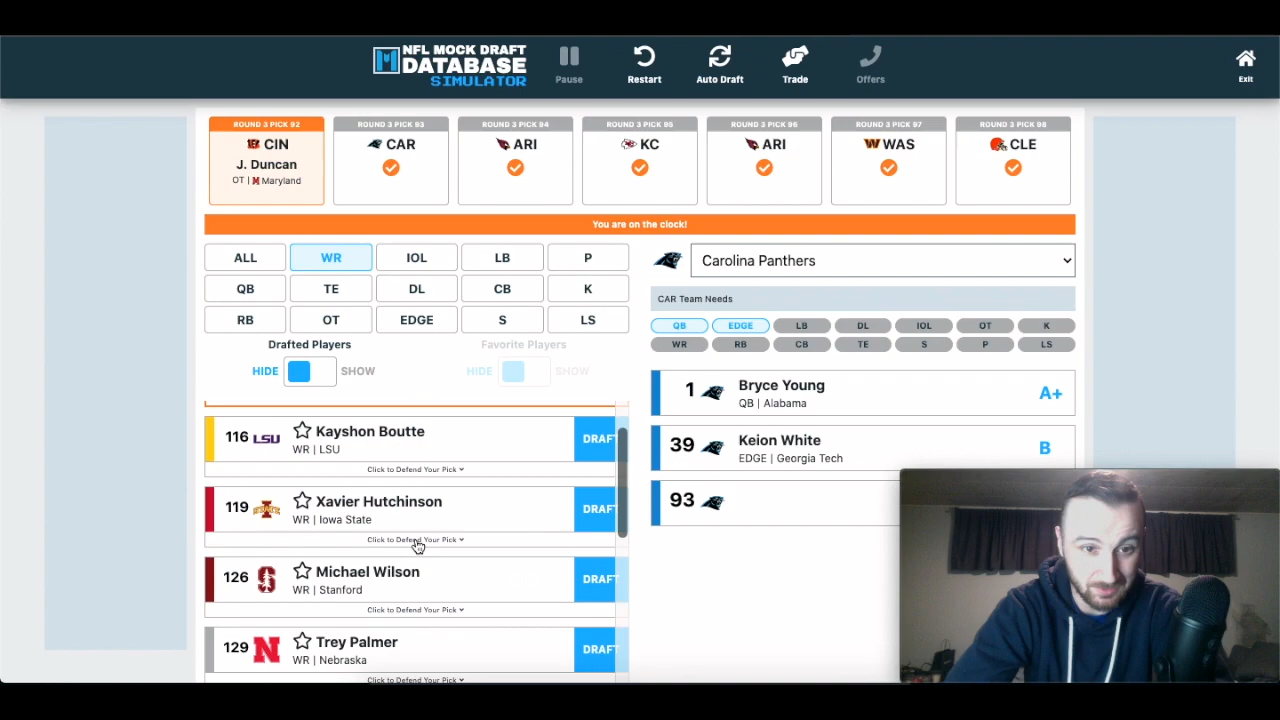 NFL MOCK DRAFT
DATABASE
SIMULATOR
Pause
Restart
Auto Draft
Trade
Offers
Exit
ROUND 3 PICK 92
CIN
J. Duncan
OT | Maryland
ROUND 3 PICK 93
CAR
ROUND 3 PICK 94
ARI
ROUND 3 PICK 95
KC
ROUND 3 PICK 96
ARI
ROUND 3 PICK 97
WAS
ROUND 3 PICK 98
CLE
You are on the clock!
ALL WR IOL LB P
QB TE DL CB K
RB OT EDGE S LS
Drafted Players
HIDE SHOW
Favorite Players
HIDE SHOW
116 LSU Kayshon Boutte
WR | LSU
DRAFT
Click to Defend Your Pick
119 Xavier Hutchinson
WR | Iowa State
DRAFT
Click to Defend Your Pick
126 Michael Wilson
WR | Stanford
DRAFT
Click to Defend Your Pick
129 Trey Palmer
WR | Nebraska
DRAFT
Click to Defend Your Pick
Carolina Panthers
CAR Team Needs
QB EDGE LB DL IOL OT K
WR RB CB TE S P LS
1 Bryce Young A+
QB | Alabama
39 Keion White B
EDGE | Georgia Tech
93